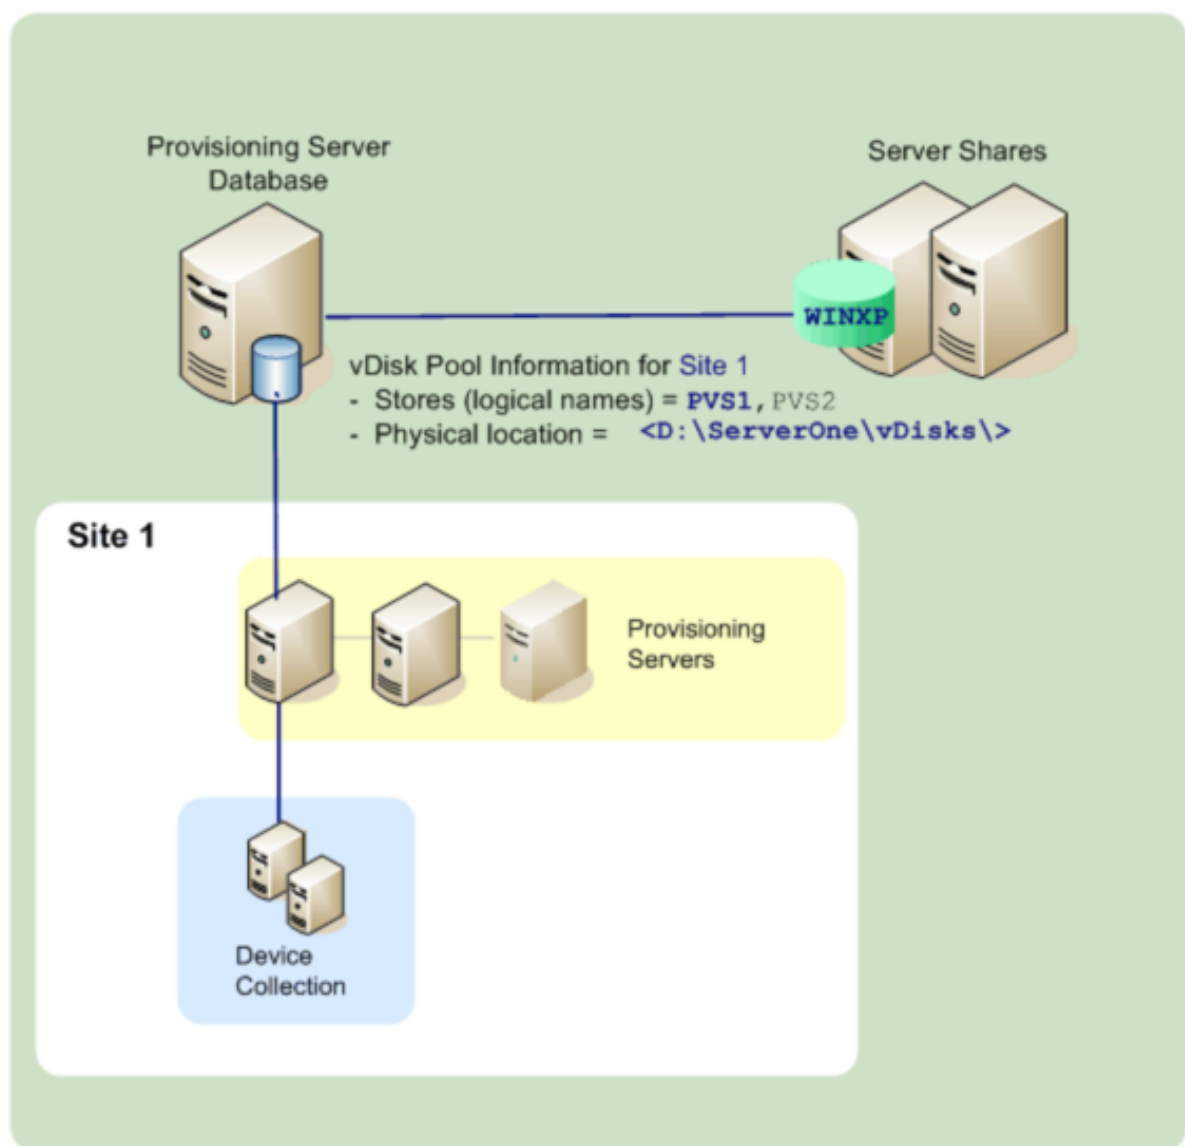 Provisioning Server
Database
Server Shares
WINXP
vDisk Pool Information for Site 1
- Stores (logical names) = PVS1, PVS2
- Physical location = <D:\ServerOne\vDisks\>
Site 1
Provisioning
Servers
Device
Collection